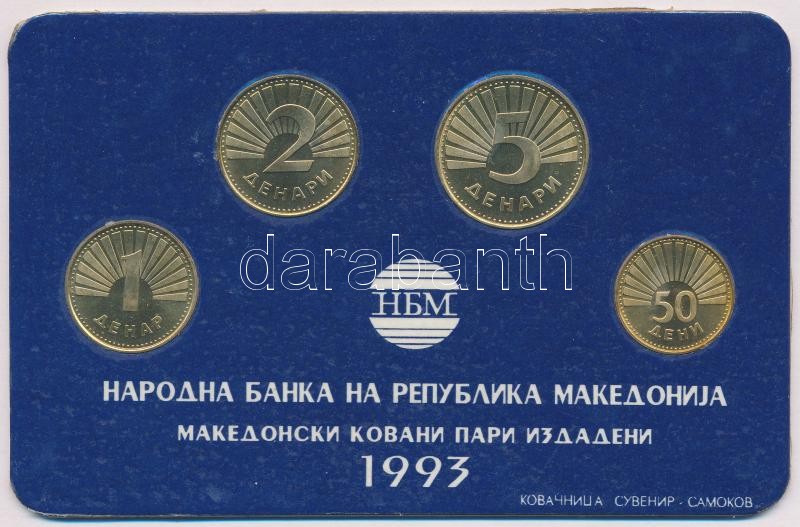 2
ДЕНАРИ
5
ДЕНАРИ
1
ДЕНАР
50
ДЕНИ
darabanth
НБМ
НАРОДНА БАНКА НА РЕПУБЛИКА МАКЕДОНИЈА
МАКЕДОНСКИ КОВАНИ ПАРИ ИЗДАДЕНИ
1993
КОВАЧНИЦА СУВЕНИР - САМОКОВ